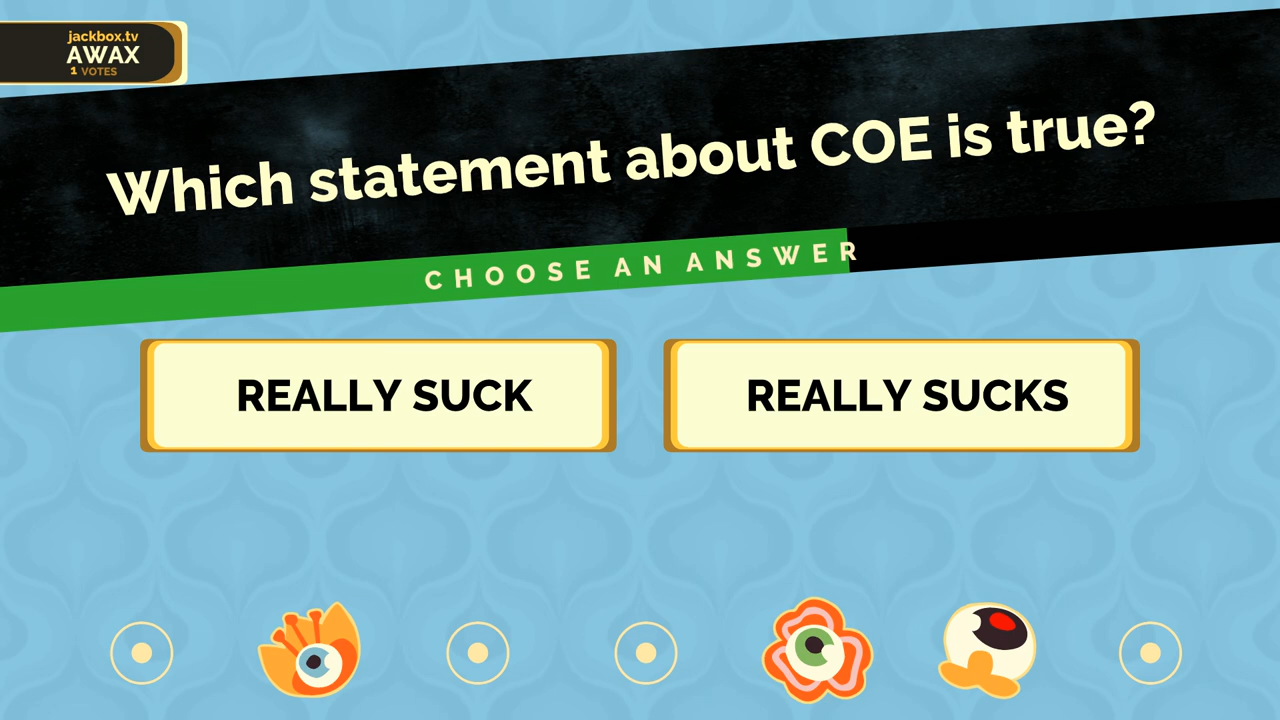 jackbox.tv
AWAX
1 VOTES
Which statement about COE is true?
CHOOSE AN ANSWER
REALLY SUCK
REALLY SUCKS